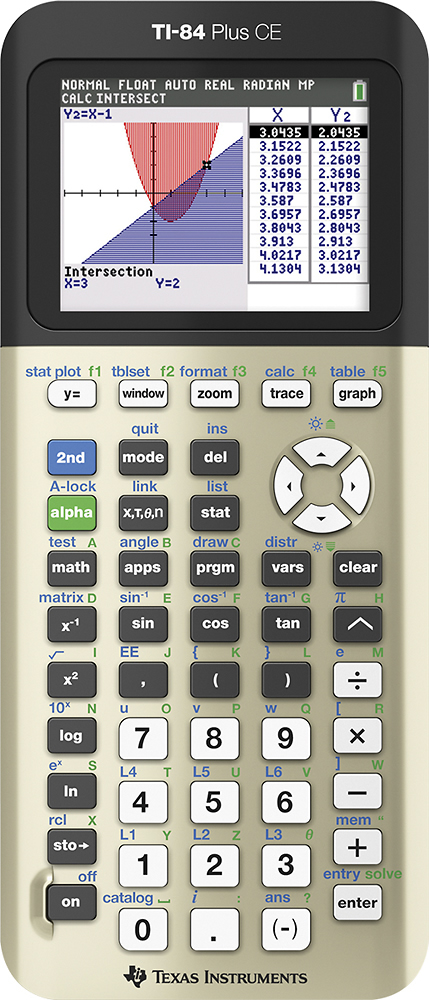 TI-84 Plus CE
NORMAL FLOAT AUTO REAL RADIAN MP
CALC INTERSECT
Y2=X-1
X Y2
3.0435 2.0435
3.1522 2.1522
3.2609 2.2609
3.3696 2.3696
3.4783 2.4783
3.587 2.587
3.6957 2.6957
3.8043 2.8043
3.913 2.913
4.0217 3.0217
4.1304 3.1304
Intersection
X=3 Y=2
stat plot f1 tblset f2 format f3 calc f4 table f5
y= window zoom trace graph
quit ins
2nd mode del
A-lock link list
alpha X,T,θ,n stat
test A angle B draw C distr
math apps prgm vars clear
matrix D sin⁻¹ E cos⁻¹ F tan⁻¹ G π H
x⁻¹ sin cos tan ^
√ I EE J { K } L e M
x² , ( ) ÷
10ˣ N u O v P w Q [ R
log 7 8 9 ×
eˣ S L4 T L5 U L6 V ] W
ln 4 5 6 −
rcl X L1 Y L2 Z L3 θ mem "
sto→ 1 2 3 +
off catalog ⎵ i : ans ? entry solve
on 0 . (-) enter
TEXAS INSTRUMENTS